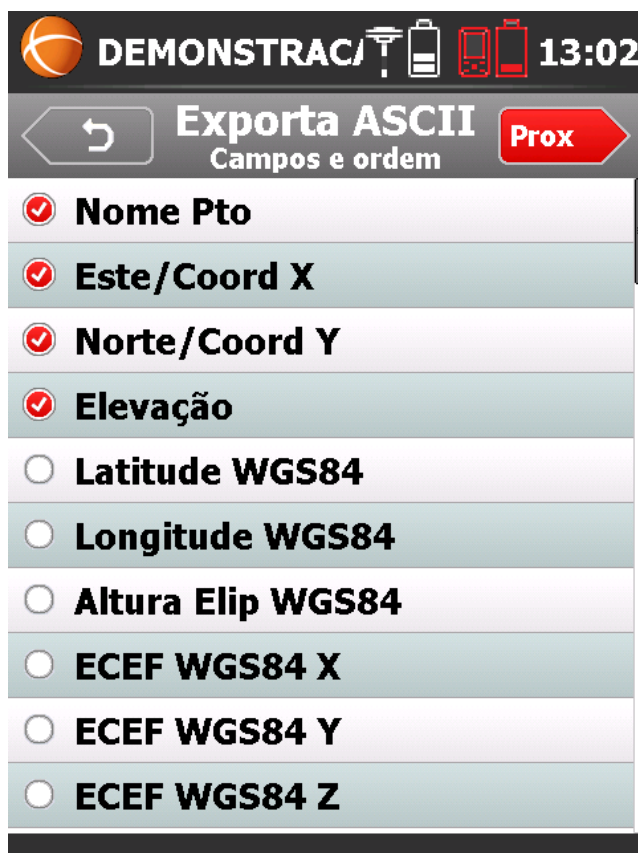 DEMONSTRACA 13:02
Exporta ASCII
Campos e ordem
Prox
Nome Pto
Este/Coord X
Norte/Coord Y
Elevação
Latitude WGS84
Longitude WGS84
Altura Elip WGS84
ECEF WGS84 X
ECEF WGS84 Y
ECEF WGS84 Z